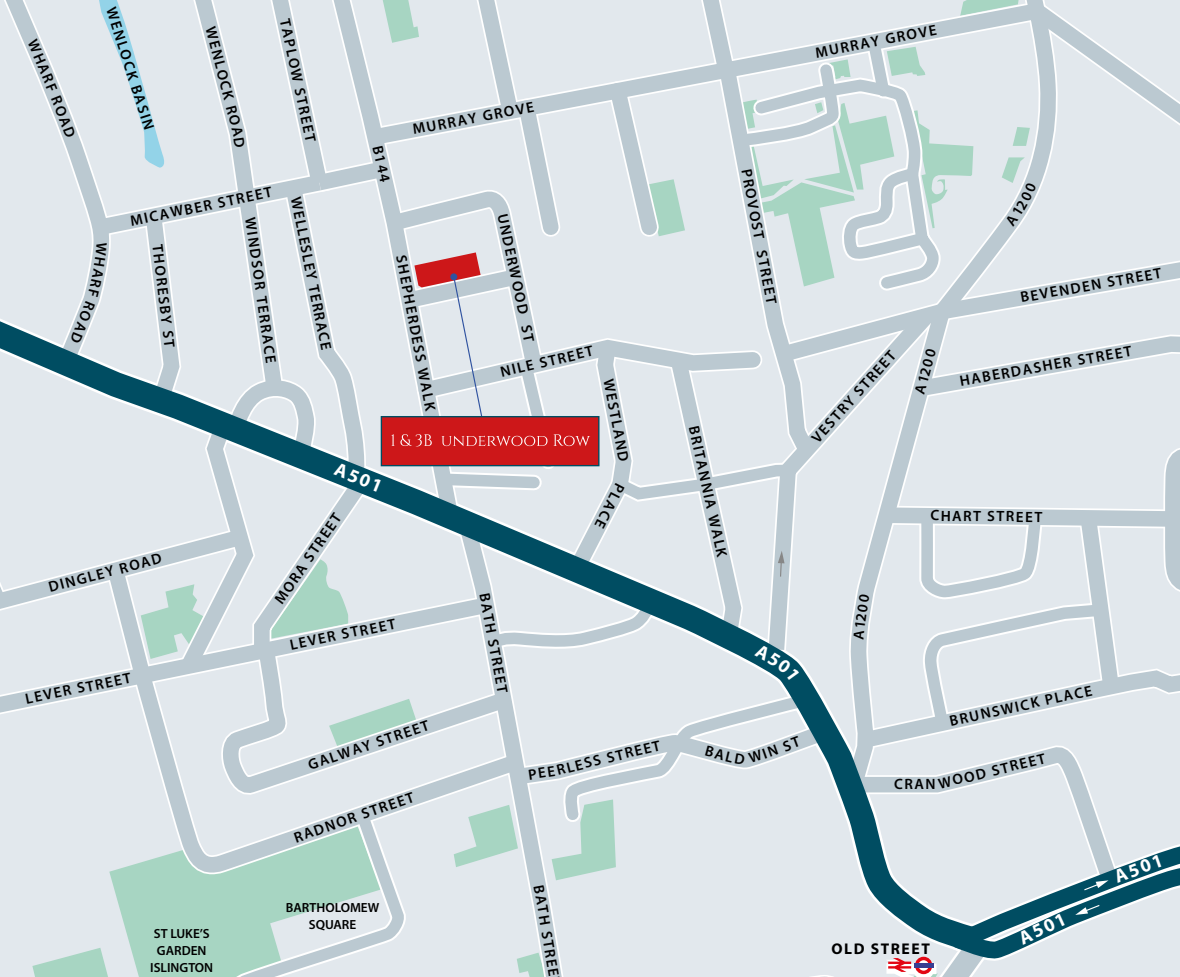 WHARF ROAD
WENLOCK BASIN
WENLOCK ROAD
TAPLOW STREET
MURRAY GROVE
MURRAY GROVE
B144
MICAWBER STREET
WHARF ROAD
THORESBY ST
WINDSOR TERRACE
WELLESLEY TERRACE
SHEPHERDESS WALK
UNDERWOOD ST
PROVOST STREET
A1200
BEVENDEN STREET
NILE STREET
HABERDASHER STREET
A1200
VESTRY STREET
WESTLAND
PLACE
BRITANNIA WALK
1 & 3B UNDERWOOD ROW
A501
CHART STREET
MORA STREET
DINGLEY ROAD
LEVER STREET
LEVER STREET
BATH STREET
A1200
A501
GALWAY STREET
BRUNSWICK PLACE
PEERLESS STREET
BALDWIN ST
CRANWOOD STREET
RADNOR STREET
A501
A501
BATH STREE
BARTHOLOMEW
SQUARE
ST LUKE'S
GARDEN
ISLINGTON
OLD STREET